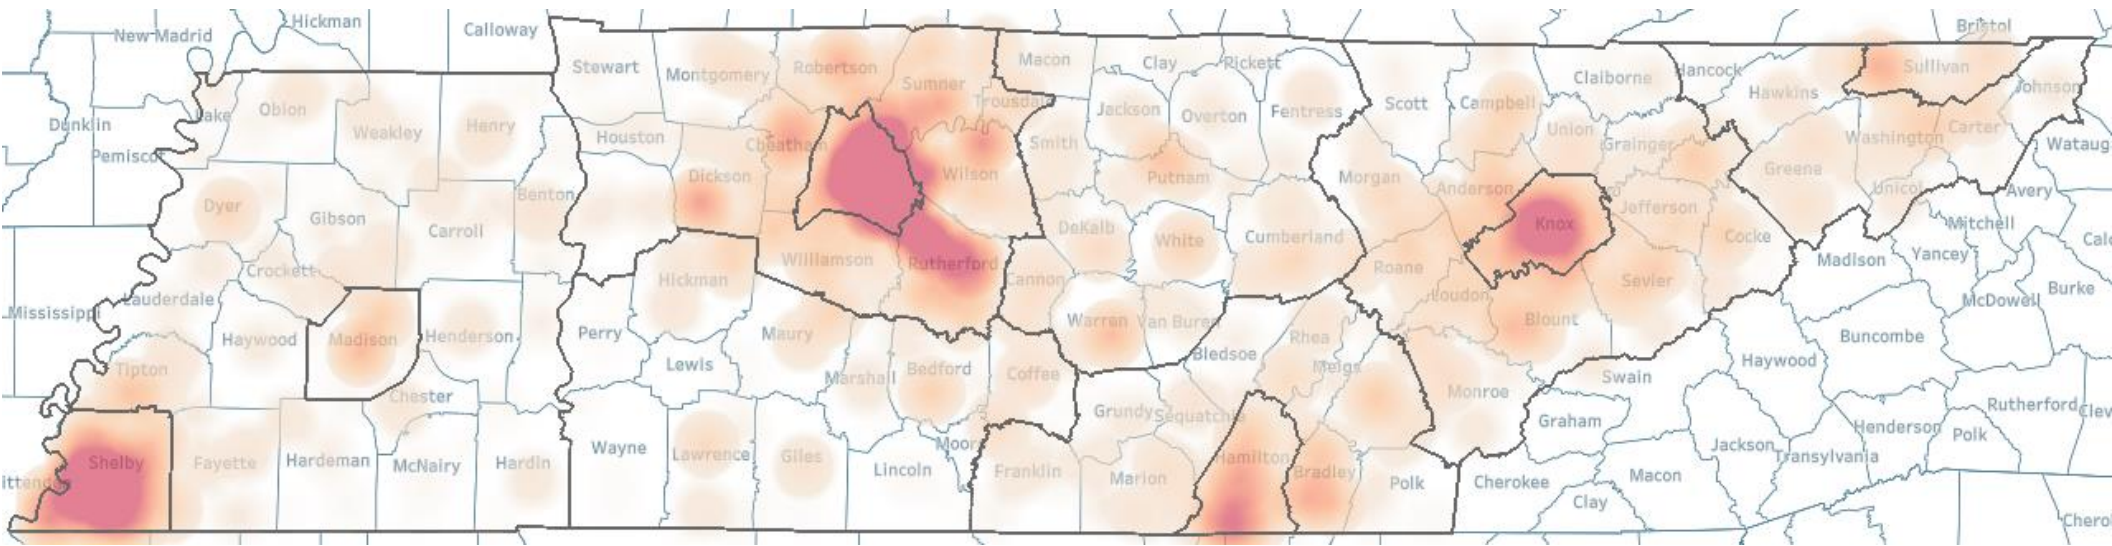 Hickman
New Madrid
Calloway
Bristol
Stewart
Montgomery
Robertson
Sumner
Macon
Clay
Pickett
Claiborne
Hancock
Sullivan
Johnson
Hawkins
Lake
Obion
Weakley
Henry
Trousdale
Jackson
Overton
Fentress
Scott
Campbell
Dunklin
Pemiscot
Houston
Cheatham
Smith
Union
Grainger
Washington
Carter
Wataug
Dyer
Gibson
Carroll
Benton
Dickson
Wilson
Putnam
Morgan
Anderson
Greene
Unicoi
Avery
Jefferson
Knox
Mitchell
DeKalb
White
Cumberland
Cocke
Yancey
Cald
Crockett
Williamson
Rutherford
Hickman
Cannon
Roane
Sevier
Madison
Burke
Lauderdale
Loudon
McDowell
Mississippi
Haywood
Madison
Henderson
Perry
Maury
Warren
Van Buren
Blount
Buncombe
Rhea
Bledsoe
Haywood
Tipton
Lewis
Marshall
Bedford
Coffee
Meigs
Monroe
Swain
Chester
Grundy
Sequatchie
Graham
Rutherford
Clev
Henderson
Polk
Shelby
Fayette
Hardeman
McNairy
Hardin
Wayne
Lawrence
Giles
Moore
Lincoln
Franklin
Marion
Hamilton
Bradley
Polk
Cherokee
Macon
Jackson
Transylvania
Clay
ittenden
Cherok